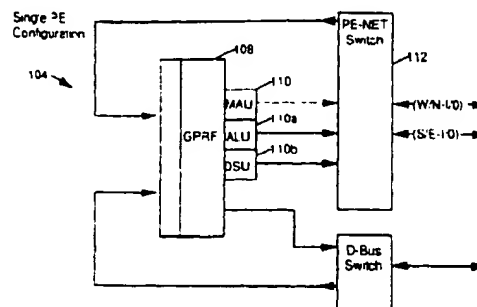 Single PE
Configuration
104
108
GPRF
110
MAU
110a
ALU
110b
DSU
PE-NET
Switch
112
(W/N-I/O)
(S/E-I/O)
D-Bus
Switch